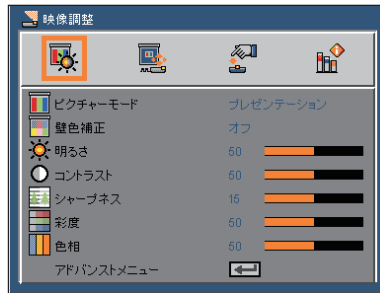 映像調整
ピクチャーモード プレゼンテーション
壁色補正 オフ
明るさ 50
コントラスト 50
シャープネス 15
彩度 50
色相 50
アドバンストメニュー